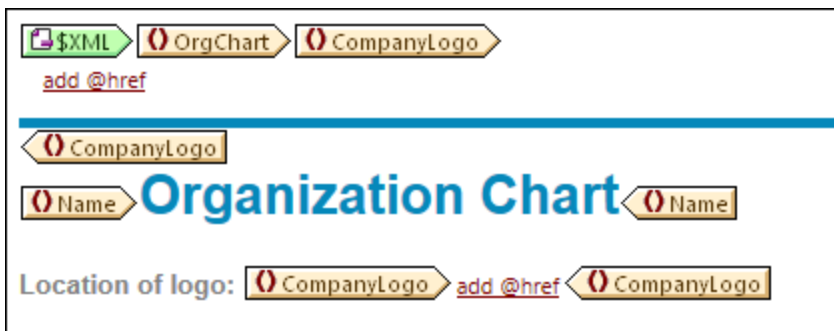 $XML OrgChart CompanyLogo
add @href
CompanyLogo
Name Organization Chart Name
Location of logo: CompanyLogo add @href CompanyLogo